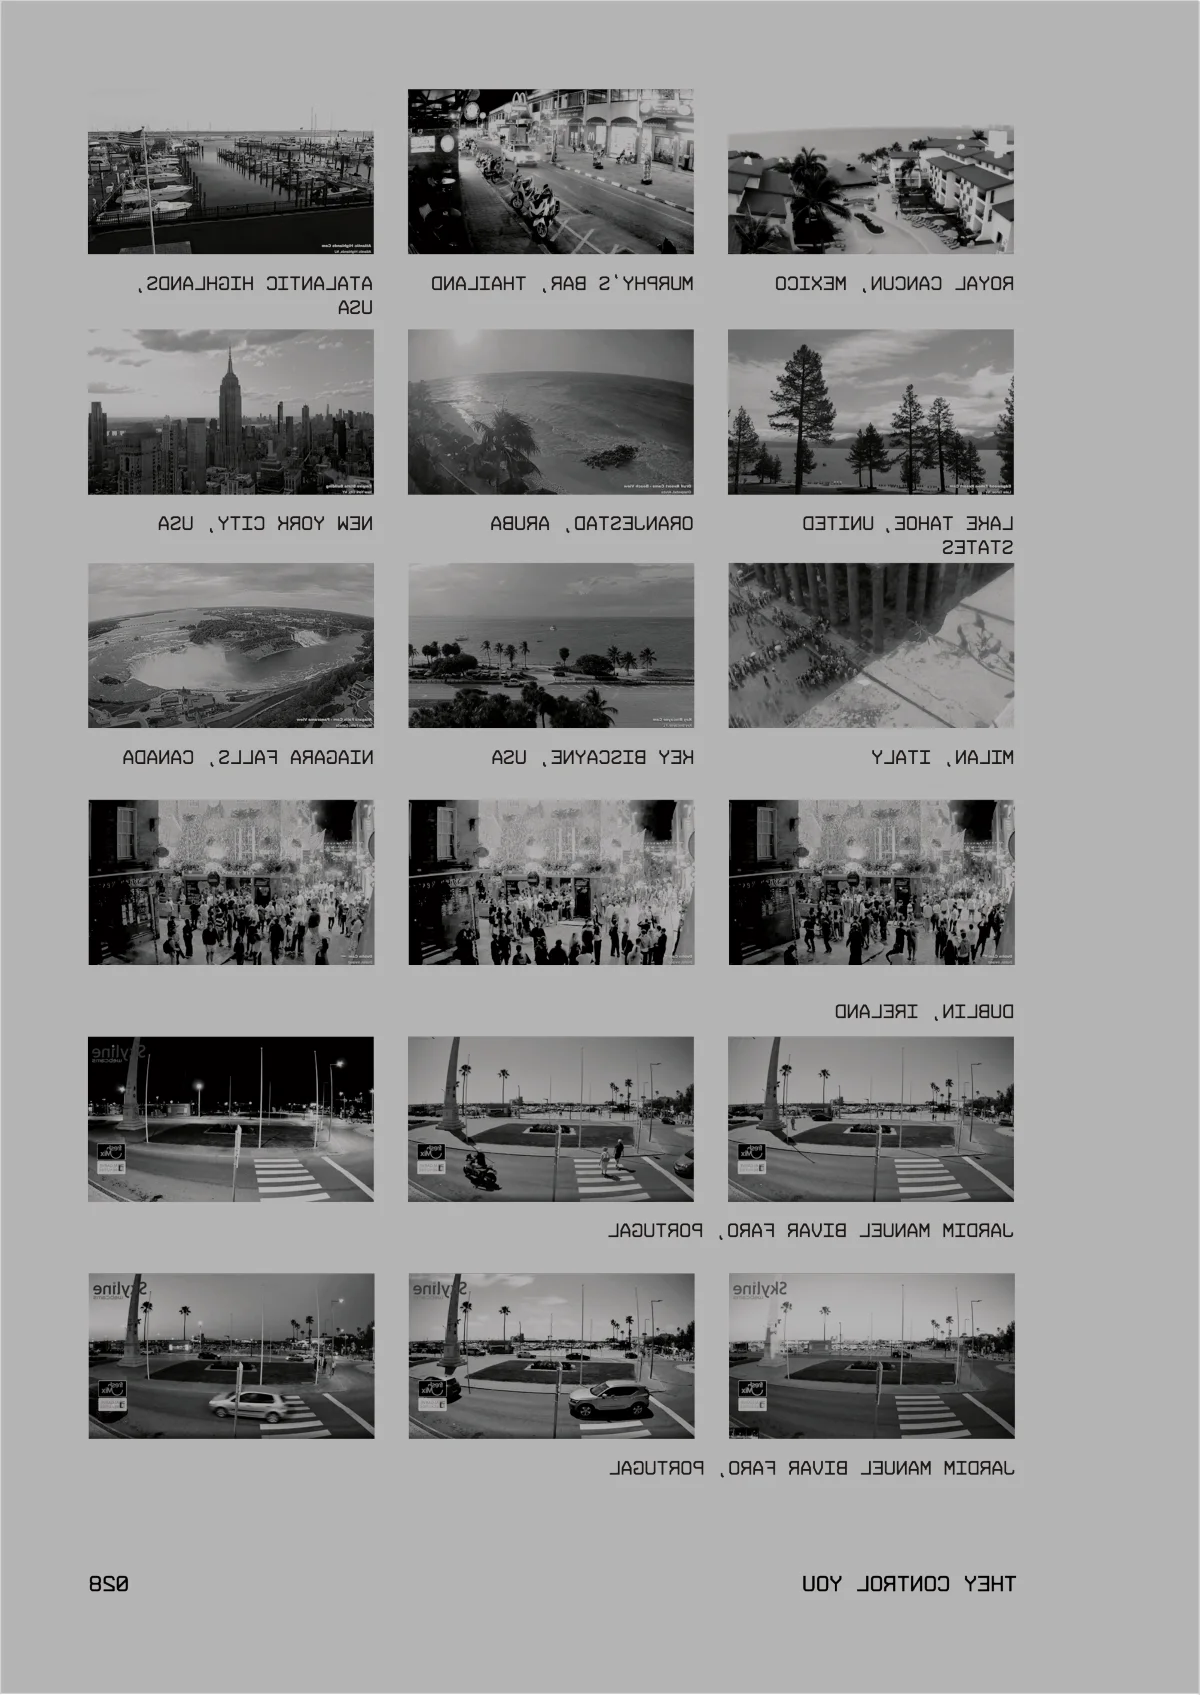 ROYAL CANCUN, MEXICO
MURPHY'S BAR, THAILAND
ATALANTIC HIGHLANDS,
USA
LAKE TAHOE, UNITED
STATES
ORANJESTAD, ARUBA
NEW YORK CITY, USA
MILAN, ITALY
KEY BISCAYNE, USA
NIAGARA FALLS, CANADA
DUBLIN, IRELAND
Skyline
JARDIM MANUEL BIVAR FARO, PORTUGAL
Skyline
Skyline
Skyline
JARDIM MANUEL BIVAR FARO, PORTUGAL
THEY CONTROL YOU
028